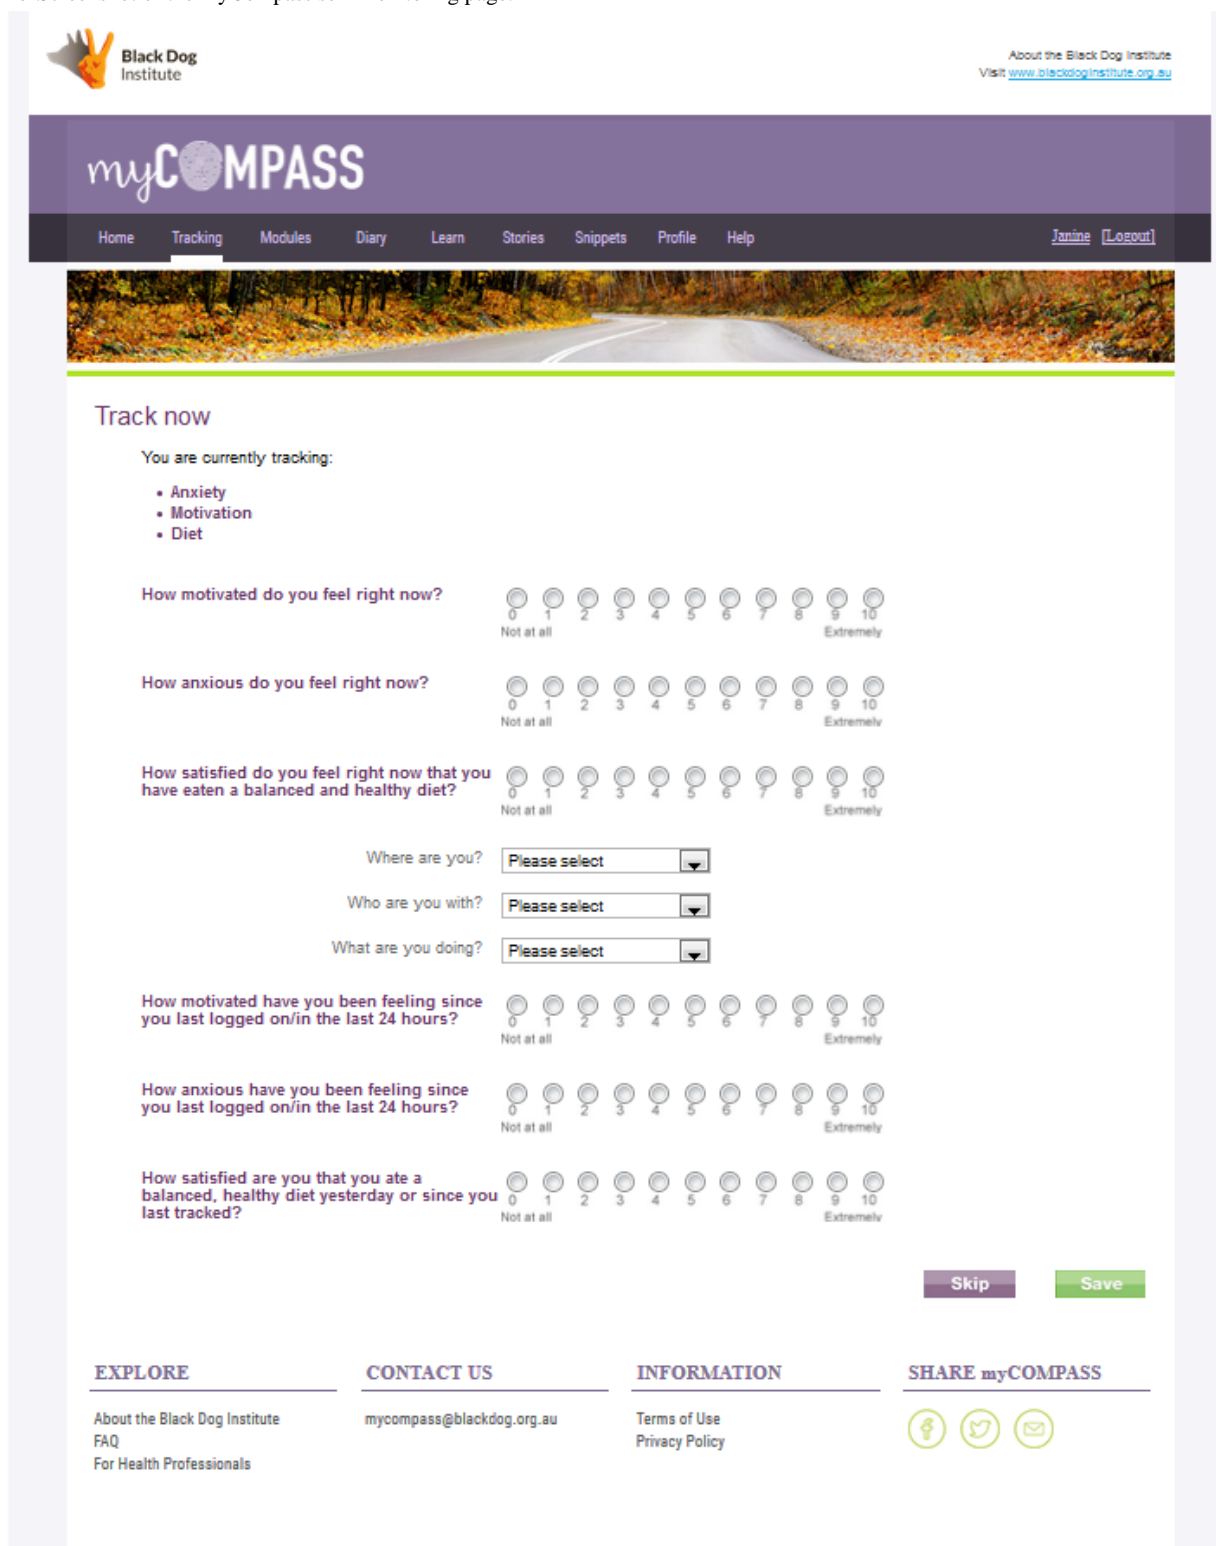 Black Dog
Institute
About the Black Dog Institute
Visit www.blackdoginstitute.org.au
myCOMPASS
Home Tracking Modules Diary Learn Stories Snippets Profile Help Janine [Logout]
Track now
You are currently tracking:
• Anxiety
• Motivation
• Diet
How motivated do you feel right now?
0 1 2 3 4 5 6 7 8 9 10
Not at all Extremely
How anxious do you feel right now?
0 1 2 3 4 5 6 7 8 9 10
Not at all Extremely
How satisfied do you feel right now that you
have eaten a balanced and healthy diet?
0 1 2 3 4 5 6 7 8 9 10
Not at all Extremely
Where are you? Please select
Who are you with? Please select
What are you doing? Please select
How motivated have you been feeling since
you last logged on/in the last 24 hours?
0 1 2 3 4 5 6 7 8 9 10
Not at all Extremely
How anxious have you been feeling since
you last logged on/in the last 24 hours?
0 1 2 3 4 5 6 7 8 9 10
Not at all Extremely
How satisfied are you that you ate a
balanced, healthy diet yesterday or since you
last tracked?
0 1 2 3 4 5 6 7 8 9 10
Not at all Extremely
Skip Save
EXPLORE
About the Black Dog Institute
FAQ
For Health Professionals
CONTACT US
mycompass@blackdog.org.au
INFORMATION
Terms of Use
Privacy Policy
SHARE myCOMPASS